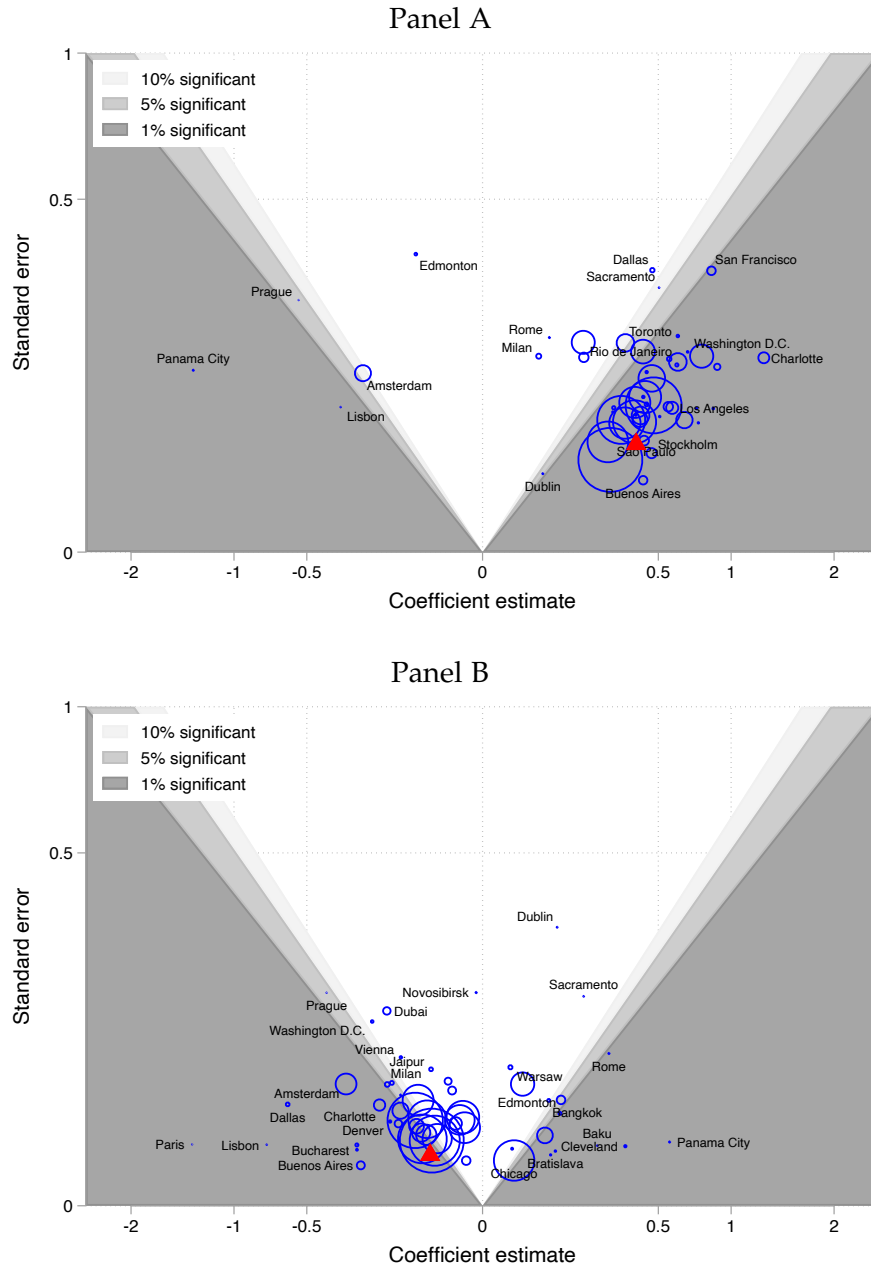 Panel A
1
10% significant
5% significant
1% significant
0.5
0
Standard error
Edmonton
Prague
Panama City
Amsterdam
Lisbon
Dallas
San Francisco
Sacramento
Rome
Toronto
Milan
Rio de Janeiro
Washington D.C.
Charlotte
Los Angeles
Stockholm
Sao Paulo
Dublin
Buenos Aires
-2
-1
-0.5
0
0.5
1
2
Coefficient estimate
Panel B
1
10% significant
5% significant
1% significant
0.5
0
Standard error
Dublin
Novosibirsk
Sacramento
Prague
Dubai
Washington D.C.
Vienna
Jaipur
Milan
Rome
Warsaw
Amsterdam
Edmonton
Dallas
Charlotte
Bangkok
Denver
Baku
Paris
Lisbon
Bucharest
Cleveland
Panama City
Buenos Aires
Bratislava
Chicago
-2
-1
-0.5
0
0.5
1
2
Coefficient estimate